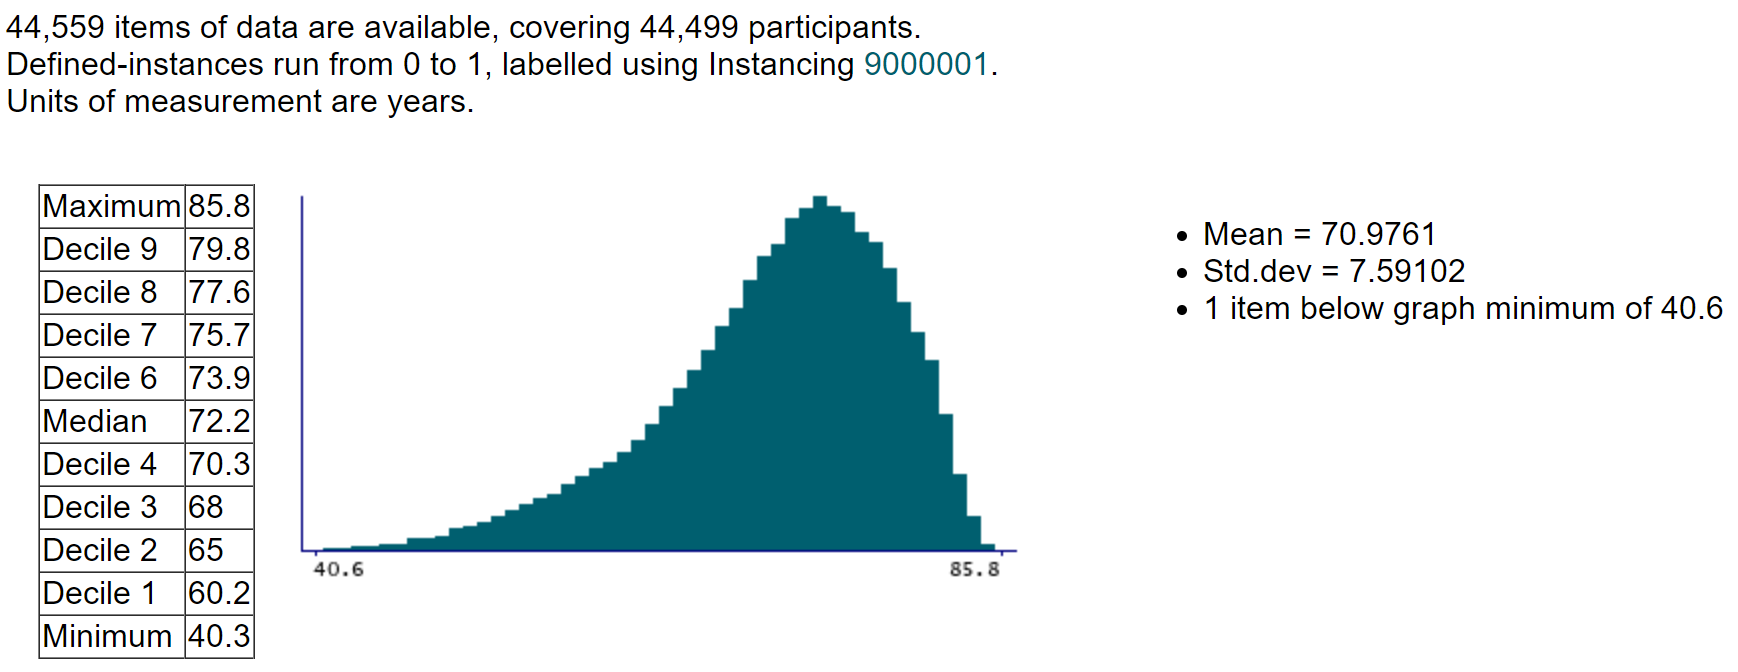 44,559 items of data are available, covering 44,499 participants.
Defined-instances run from 0 to 1, labelled using Instancing 9000001.
Units of measurement are years.
Maximum 85.8
Decile 9 79.8
Decile 8 77.6
Decile 7 75.7
Decile 6 73.9
Median 72.2
Decile 4 70.3
Decile 3 68
Decile 2 65
Decile 1 60.2
Minimum 40.3
40.6 85.8
• Mean = 70.9761
• Std.dev = 7.59102
• 1 item below graph minimum of 40.6